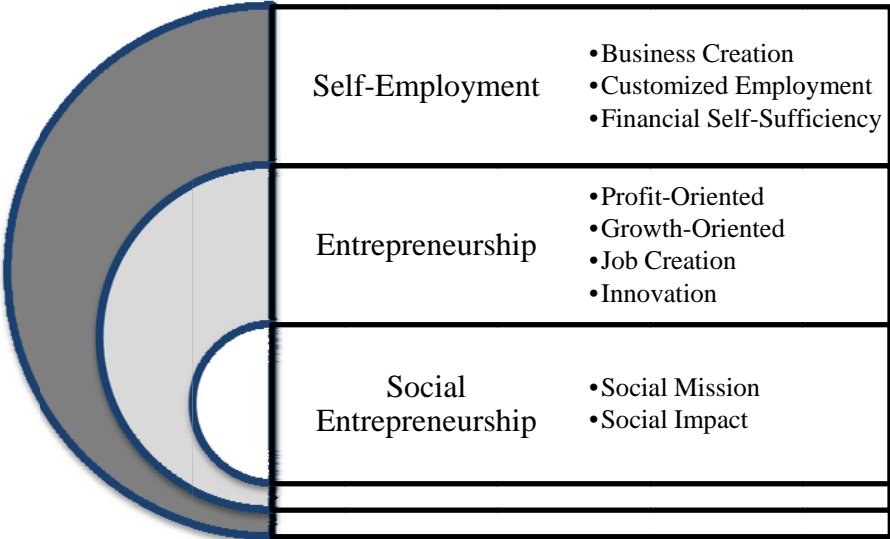 Self-Employment
•Business Creation
•Customized Employment
•Financial Self-Sufficiency
Entrepreneurship
•Profit-Oriented
•Growth-Oriented
•Job Creation
•Innovation
Social
Entrepreneurship
•Social Mission
•Social Impact